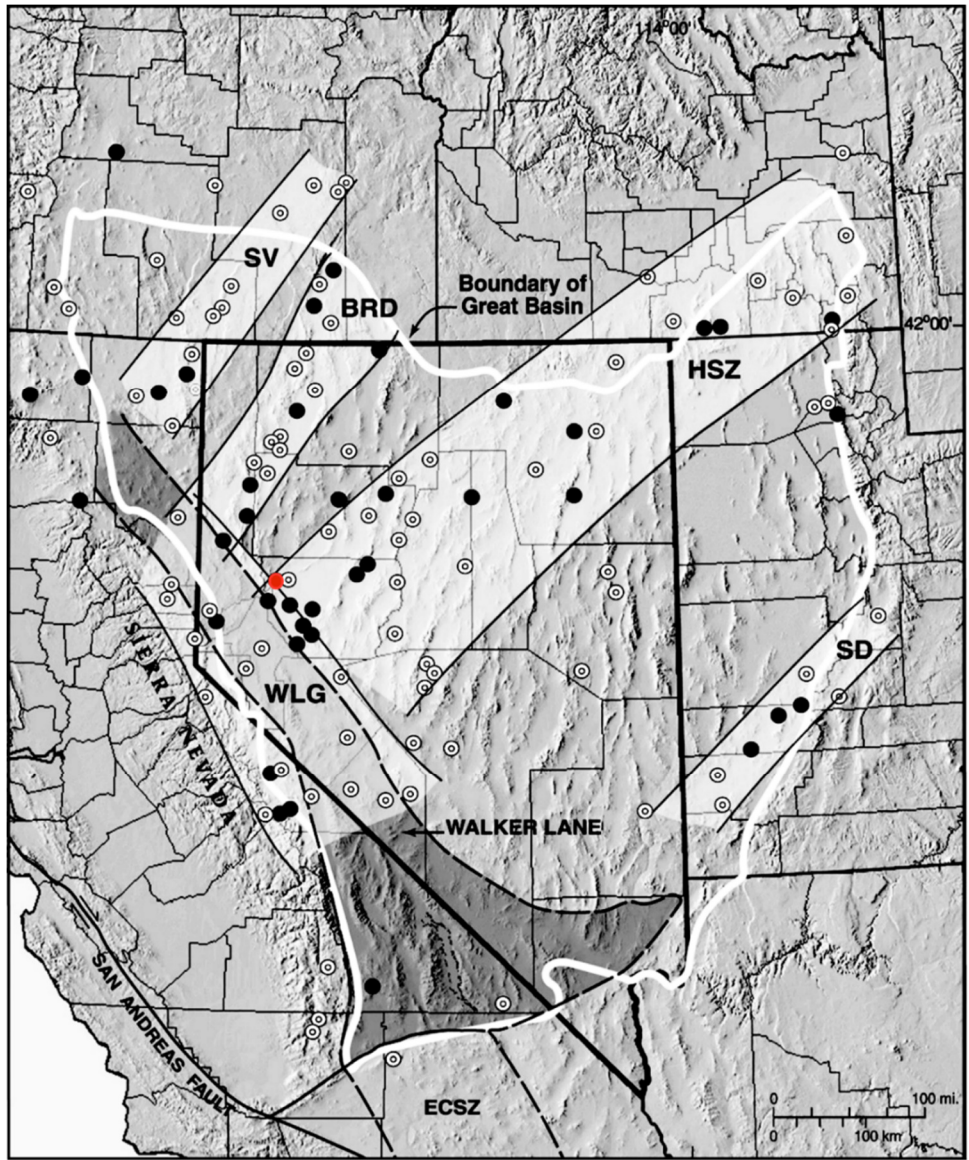 114°00'
SV
BRD
Boundary of
Great Basin
42°00'
HSZ
SD
WLG
SIERRA NEVADA
WALKER LANE
SAN ANDREAS FAULT
ECSZ
0 100 mi.
0 100 km